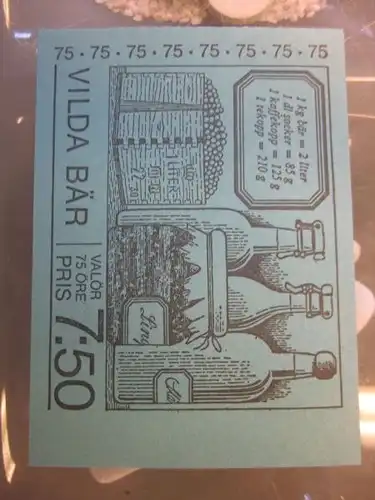 75 · 75 · 75 · 75 · 75 · 75 · 75
VILDA BÄR
VALÖR
75 ÖRE
PRIS
7:50
1 kg bär = 2 liter
1 dl socker = 85 g
1 kaffekopp = 125 g
1 tekopp = 210 g
Ling